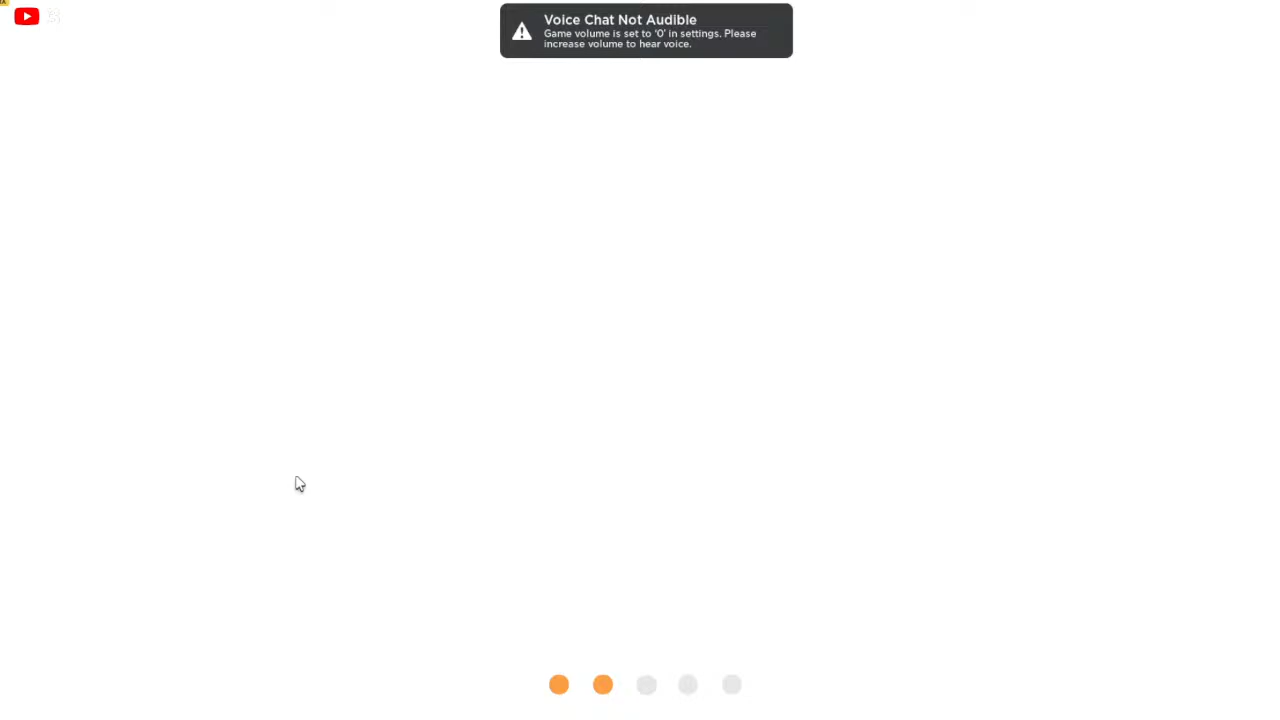 Voice Chat Not Audible
Game volume is set to '0' in settings. Please
increase volume to hear voice.